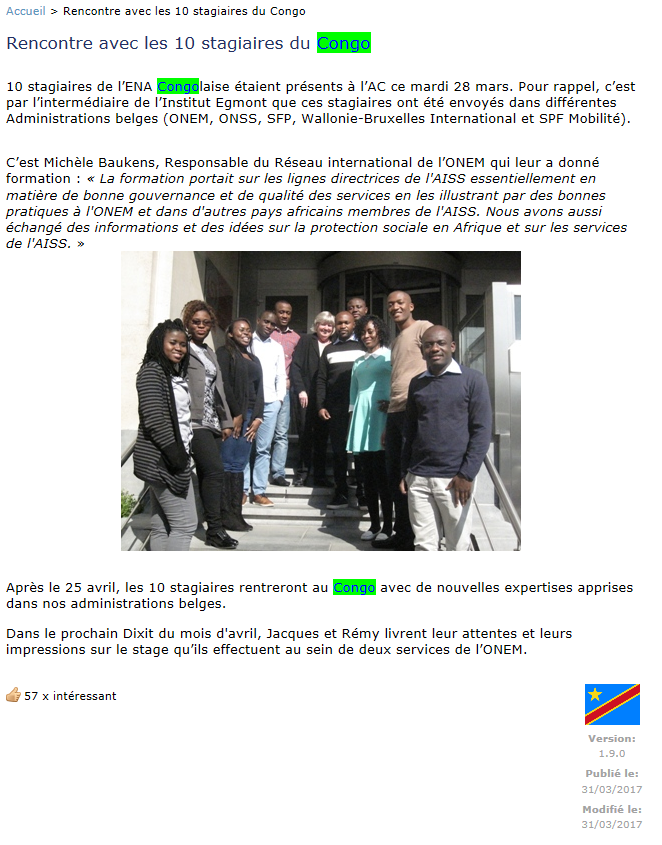 Accueil > Rencontre avec les 10 stagiaires du Congo
Rencontre avec les 10 stagiaires du Congo
10 stagiaires de l’ENA Congolaise étaient présents à l’AC ce mardi 28 mars. Pour rappel, c’est
par l’intermédiaire de l’Institut Egmont que ces stagiaires ont été envoyés dans différentes
Administrations belges (ONEM, ONSS, SFP, Wallonie-Bruxelles International et SPF Mobilité).
C’est Michèle Baukens, Responsable du Réseau international de l’ONEM qui leur a donné
formation : « La formation portait sur les lignes directrices de l'AISS essentiellement en
matière de bonne gouvernance et de qualité des services en les illustrant par des bonnes
pratiques à l'ONEM et dans d'autres pays africains membres de l'AISS. Nous avons aussi
échangé des informations et des idées sur la protection sociale en Afrique et sur les services
de l'AISS. »
Après le 25 avril, les 10 stagiaires rentreront au Congo avec de nouvelles expertises apprises
dans nos administrations belges.
Dans le prochain Dixit du mois d'avril, Jacques et Rémy livrent leur attentes et leurs
impressions sur le stage qu’ils effectuent au sein de deux services de l’ONEM.
57 x intéressant
Version:
1.9.0
Publié le:
31/03/2017
Modifié le:
31/03/2017